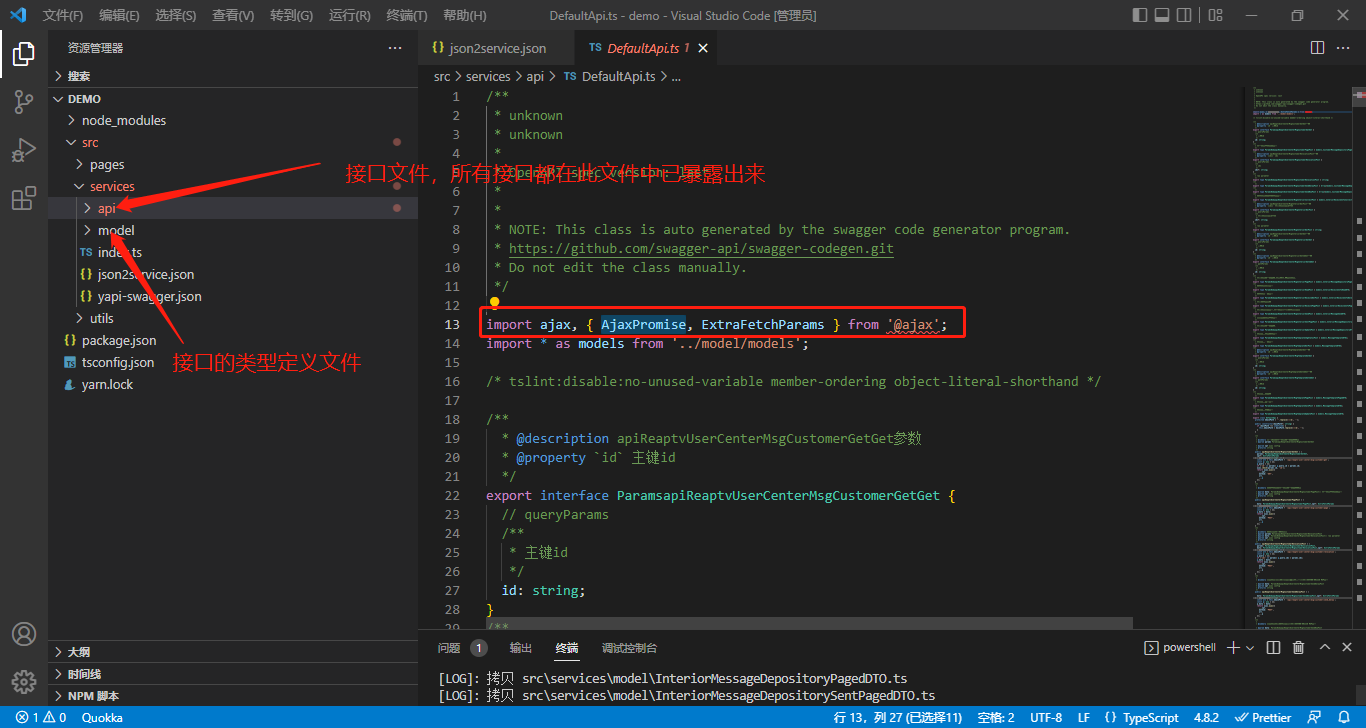 文件(F) 编辑(E) 选择(S) 查看(V) 转到(G) 运行(R) 终端(T) 帮助(H) DefaultApi.ts - demo - Visual Studio Code [管理员]
资源管理器
搜索
DEMO
node_modules
src
pages
services
api
model
TS index.ts
{} json2service.json
{} yapi-swagger.json
utils
{} package.json
TS tsconfig.json
yarn.lock
大纲
时间线
NPM 脚本
接口文件，所有接口都在此文件中已暴露出来
接口的类型定义文件
{} json2service.json TS DefaultApi.ts 1
src > services > api > TS DefaultApi.ts > ...
1 /**
2 * unknown
3 * unknown
4 *
5 * OpenAPI spec version: last
6 *
7 *
8 * NOTE: This class is auto generated by the swagger code generator program.
9 * https://github.com/swagger-api/swagger-codegen.git
10 * Do not edit the class manually.
11 */
12
13 import ajax, { AjaxPromise, ExtraFetchParams } from '@ajax';
14 import * as models from '../model/models';
15
16 /* tslint:disable:no-unused-variable member-ordering object-literal-shorthand */
17
18 /**
19 * @description apiReaptvUserCenterMsgCustomerGetGet参数
20 * @property `id` 主键id
21 */
22 export interface ParamsapiReaptvUserCenterMsgCustomerGetGet {
23 // queryParams
24 /**
25 * 主键id
26 */
27 id: string;
28 }
29 /**
问题 1 输出 终端 调试控制台 powershell
[LOG]: 拷贝 src\services\model\InteriorMessageDepositoryPagedDTO.ts
[LOG]: 拷贝 src\services\model\InteriorMessageDepositorySentPagedDTO.ts
1 0 Quokka 行 13，列 27 (已选择11) 空格: 2 UTF-8 LF {} TypeScript 4.8.2 Prettier